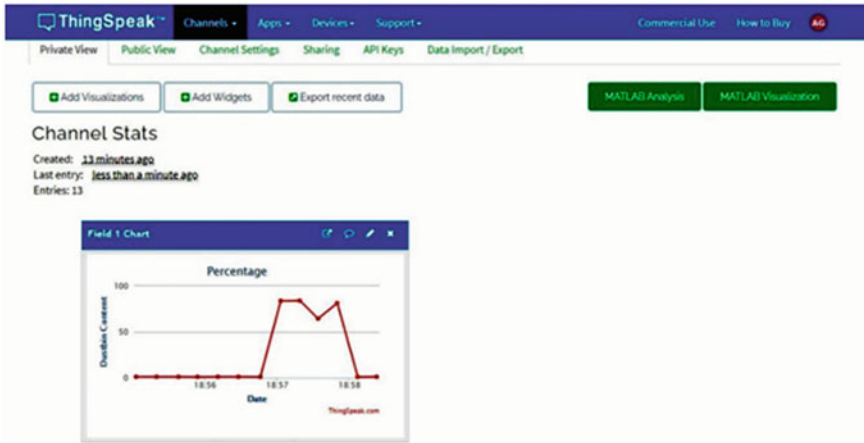 ThingSpeak™ Channels Apps Devices Support Commercial Use How to Buy AG
Private View Public View Channel Settings Sharing API Keys Data Import / Export
Add Visualizations Add Widgets Export recent data MATLAB Analysis MATLAB Visualization
Channel Stats
Created: 13 minutes ago
Last entry: less than a minute ago
Entries: 13
Field 1 Chart
Percentage
100
50
0
Dustbin Content
18:56 18:57 18:58
Date
ThingSpeak.com